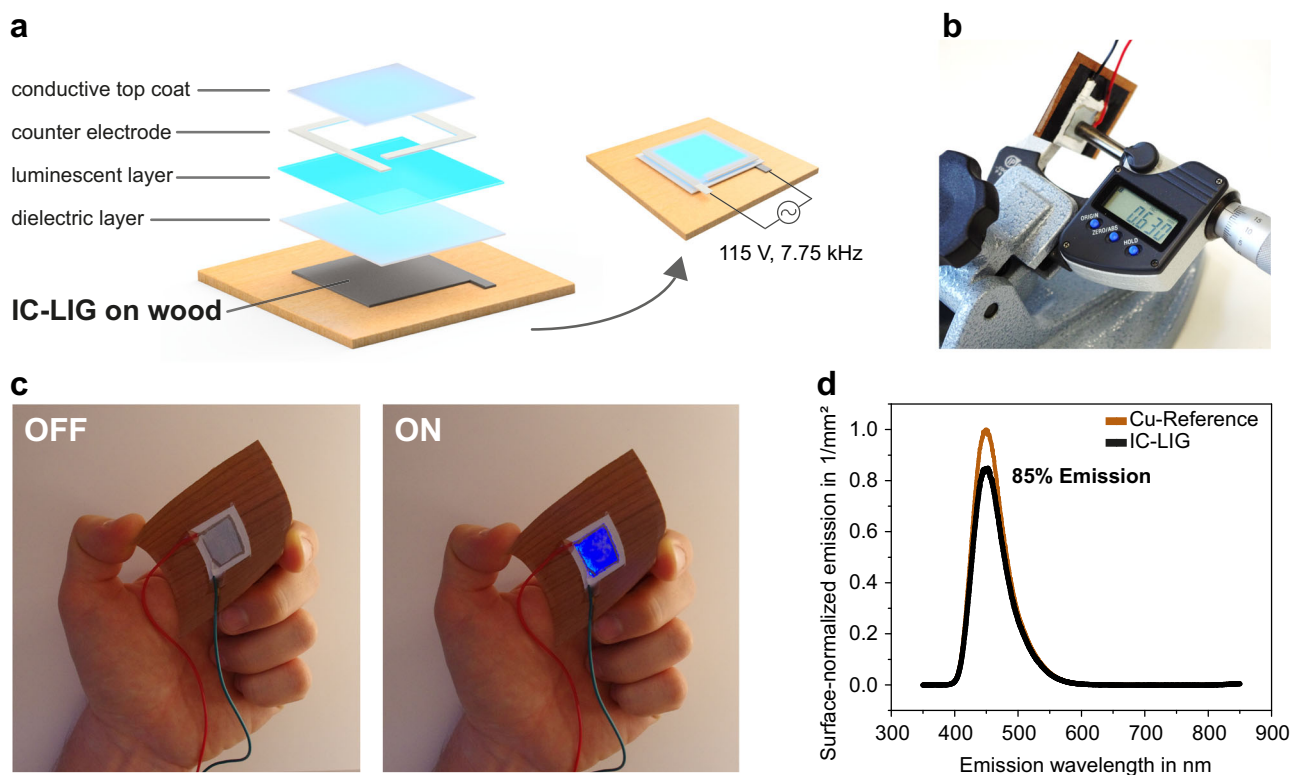 a
conductive top coat
counter electrode
luminescent layer
dielectric layer
IC-LIG on wood
115 V, 7.75 kHz
b
ORIGIN
ZERO/ABS
HOLD
0.630
c
OFF
ON
d
Surface-normalized emission in 1/mm²
1.0
0.8
0.6
0.4
0.2
0.0
Cu-Reference
IC-LIG
85% Emission
300 400 500 600 700 800 900
Emission wavelength in nm